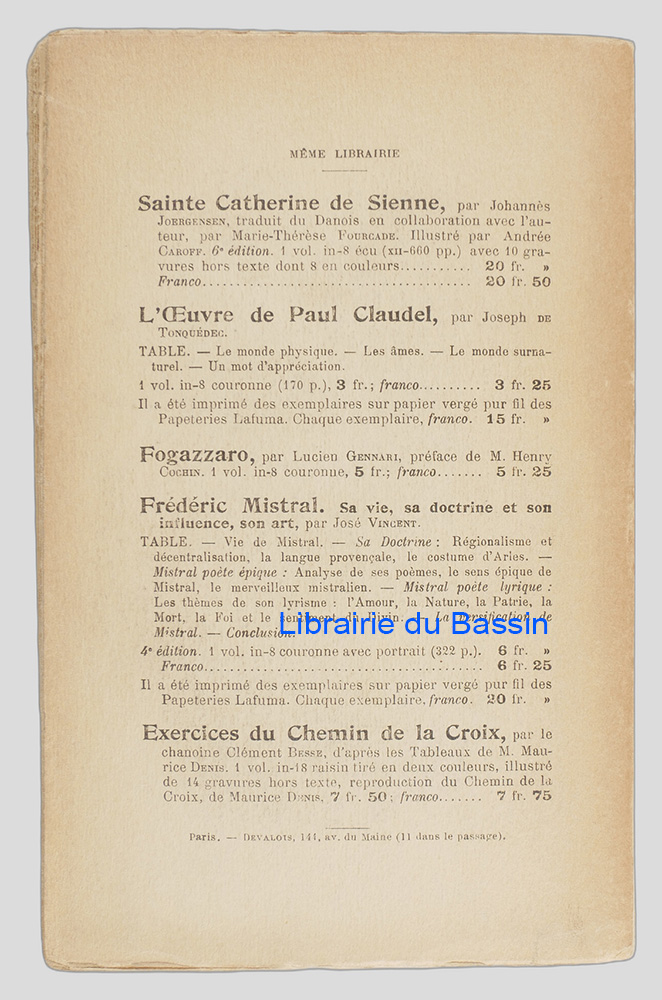 MÊME LIBRAIRIE
Sainte Catherine de Sienne, par Johannès
JOERGENSEN, traduit du Danois en collaboration avec l'au-
teur, par Marie-Thérèse FOURCADE. Illustré par Andrée
CAROFF. 6e édition. 1 vol. in-8 écu (XII-660 pp.) avec 10 gra-
vures hors texte dont 8 en couleurs........... 20 fr. »
Franco........................................ 20 fr. 50
L'Œuvre de Paul Claudel, par Joseph DE
TONQUÉDEC.
TABLE. — Le monde physique. — Les âmes. — Le monde surna-
turel. — Un mot d'appréciation.
1 vol. in-8 couronne (170 p.), 3 fr.; franco.......... 3 fr. 25
Il a été imprimé des exemplaires sur papier vergé pur fil des
Papeteries Lafuma. Chaque exemplaire, franco. 15 fr. »
Fogazzaro, par Lucien GENNARI, préface de M. Henry
COCHIN. 1 vol. in-8 couronne, 5 fr.; franco....... 5 fr. 25
Frédéric Mistral. Sa vie, sa doctrine et son
influence, son art, par José VINCENT.
TABLE. — Vie de Mistral. — Sa Doctrine : Régionalisme et
décentralisation, la langue provençale, le costume d'Arles. —
Mistral poète épique : Analyse de ses poèmes, le sens épique de
Mistral, le merveilleux mistralien. — Mistral poète lyrique :
Les thèmes de son lyrisme : l'Amour, la Nature, la Patrie, la
Mort, la Foi et le Sentiment du Divin. — La versification de
Librairie du Bassin
Mistral. — Conclusion.
4e édition. 1 vol. in-8 couronne avec portrait (322 p.). 6 fr. »
Franco.......................................... 6 fr. 25
Il a été imprimé des exemplaires sur papier vergé pur fil des
Papeteries Lafuma. Chaque exemplaire, franco. 20 fr. »
Exercices du Chemin de la Croix, par le
chanoine Clément BESSE, d'après les Tableaux de M. Mau-
rice DENIS. 1 vol. in-18 raisin tiré en deux couleurs, illustré
de 14 gravures hors texte, reproduction du Chemin de la
Croix, de Maurice DENIS. 7 fr. 50; franco....... 7 fr. 75
Paris. — DEVALOIS, 144, av. du Maine (11 dans le passage).